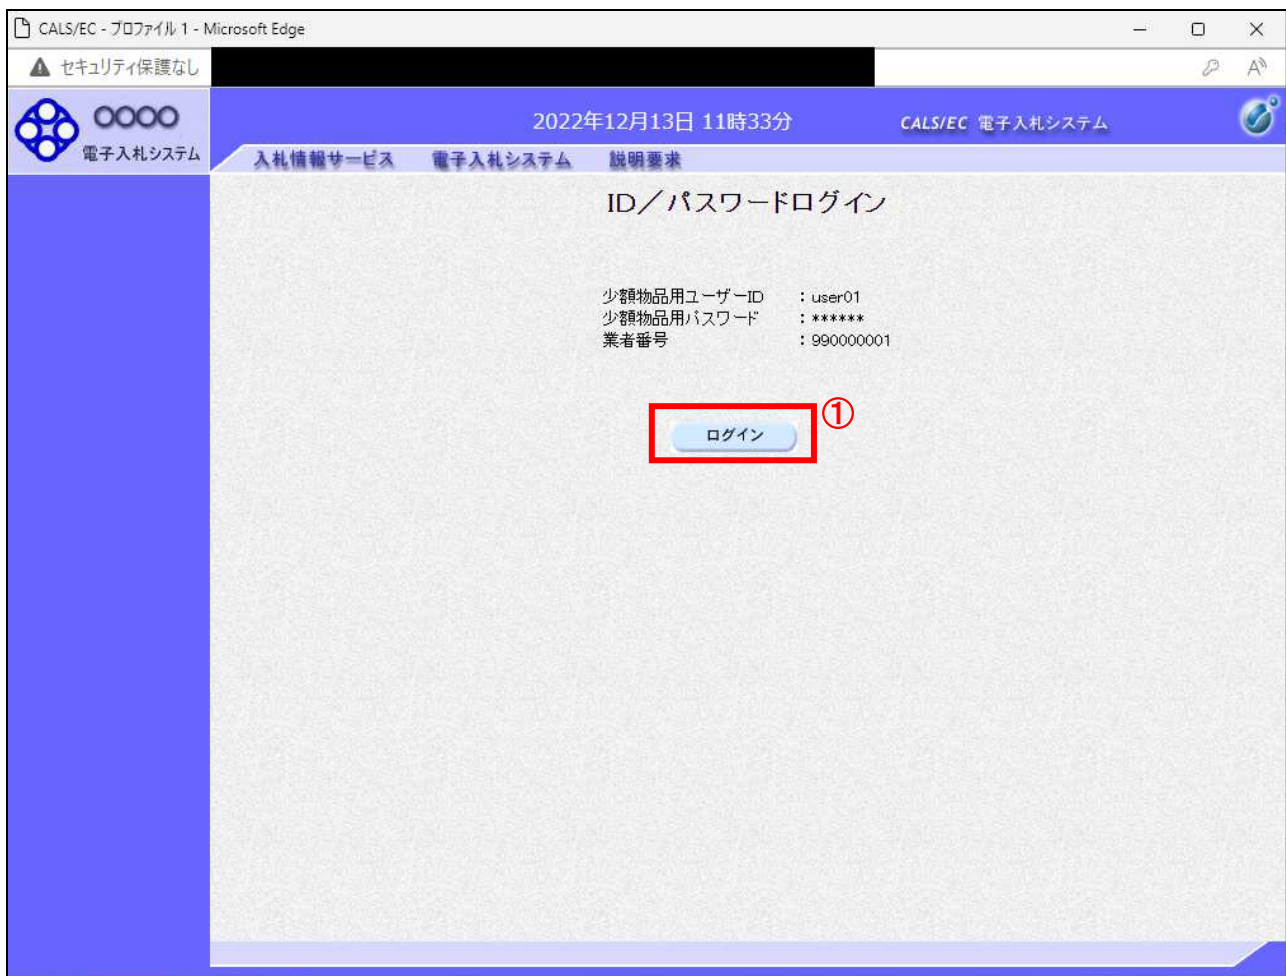 CALS/EC - プロファイル 1 - Microsoft Edge
セキュリティ保護なし
〇〇〇〇
電子入札システム
2022年12月13日 11時33分
CALS/EC 電子入札システム
入札情報サービス 電子入札システム 説明要求
ID／パスワードログイン
少額物品用ユーザーID ：user01
少額物品用パスワード ：******
業者番号 ：990000001
①
ログイン